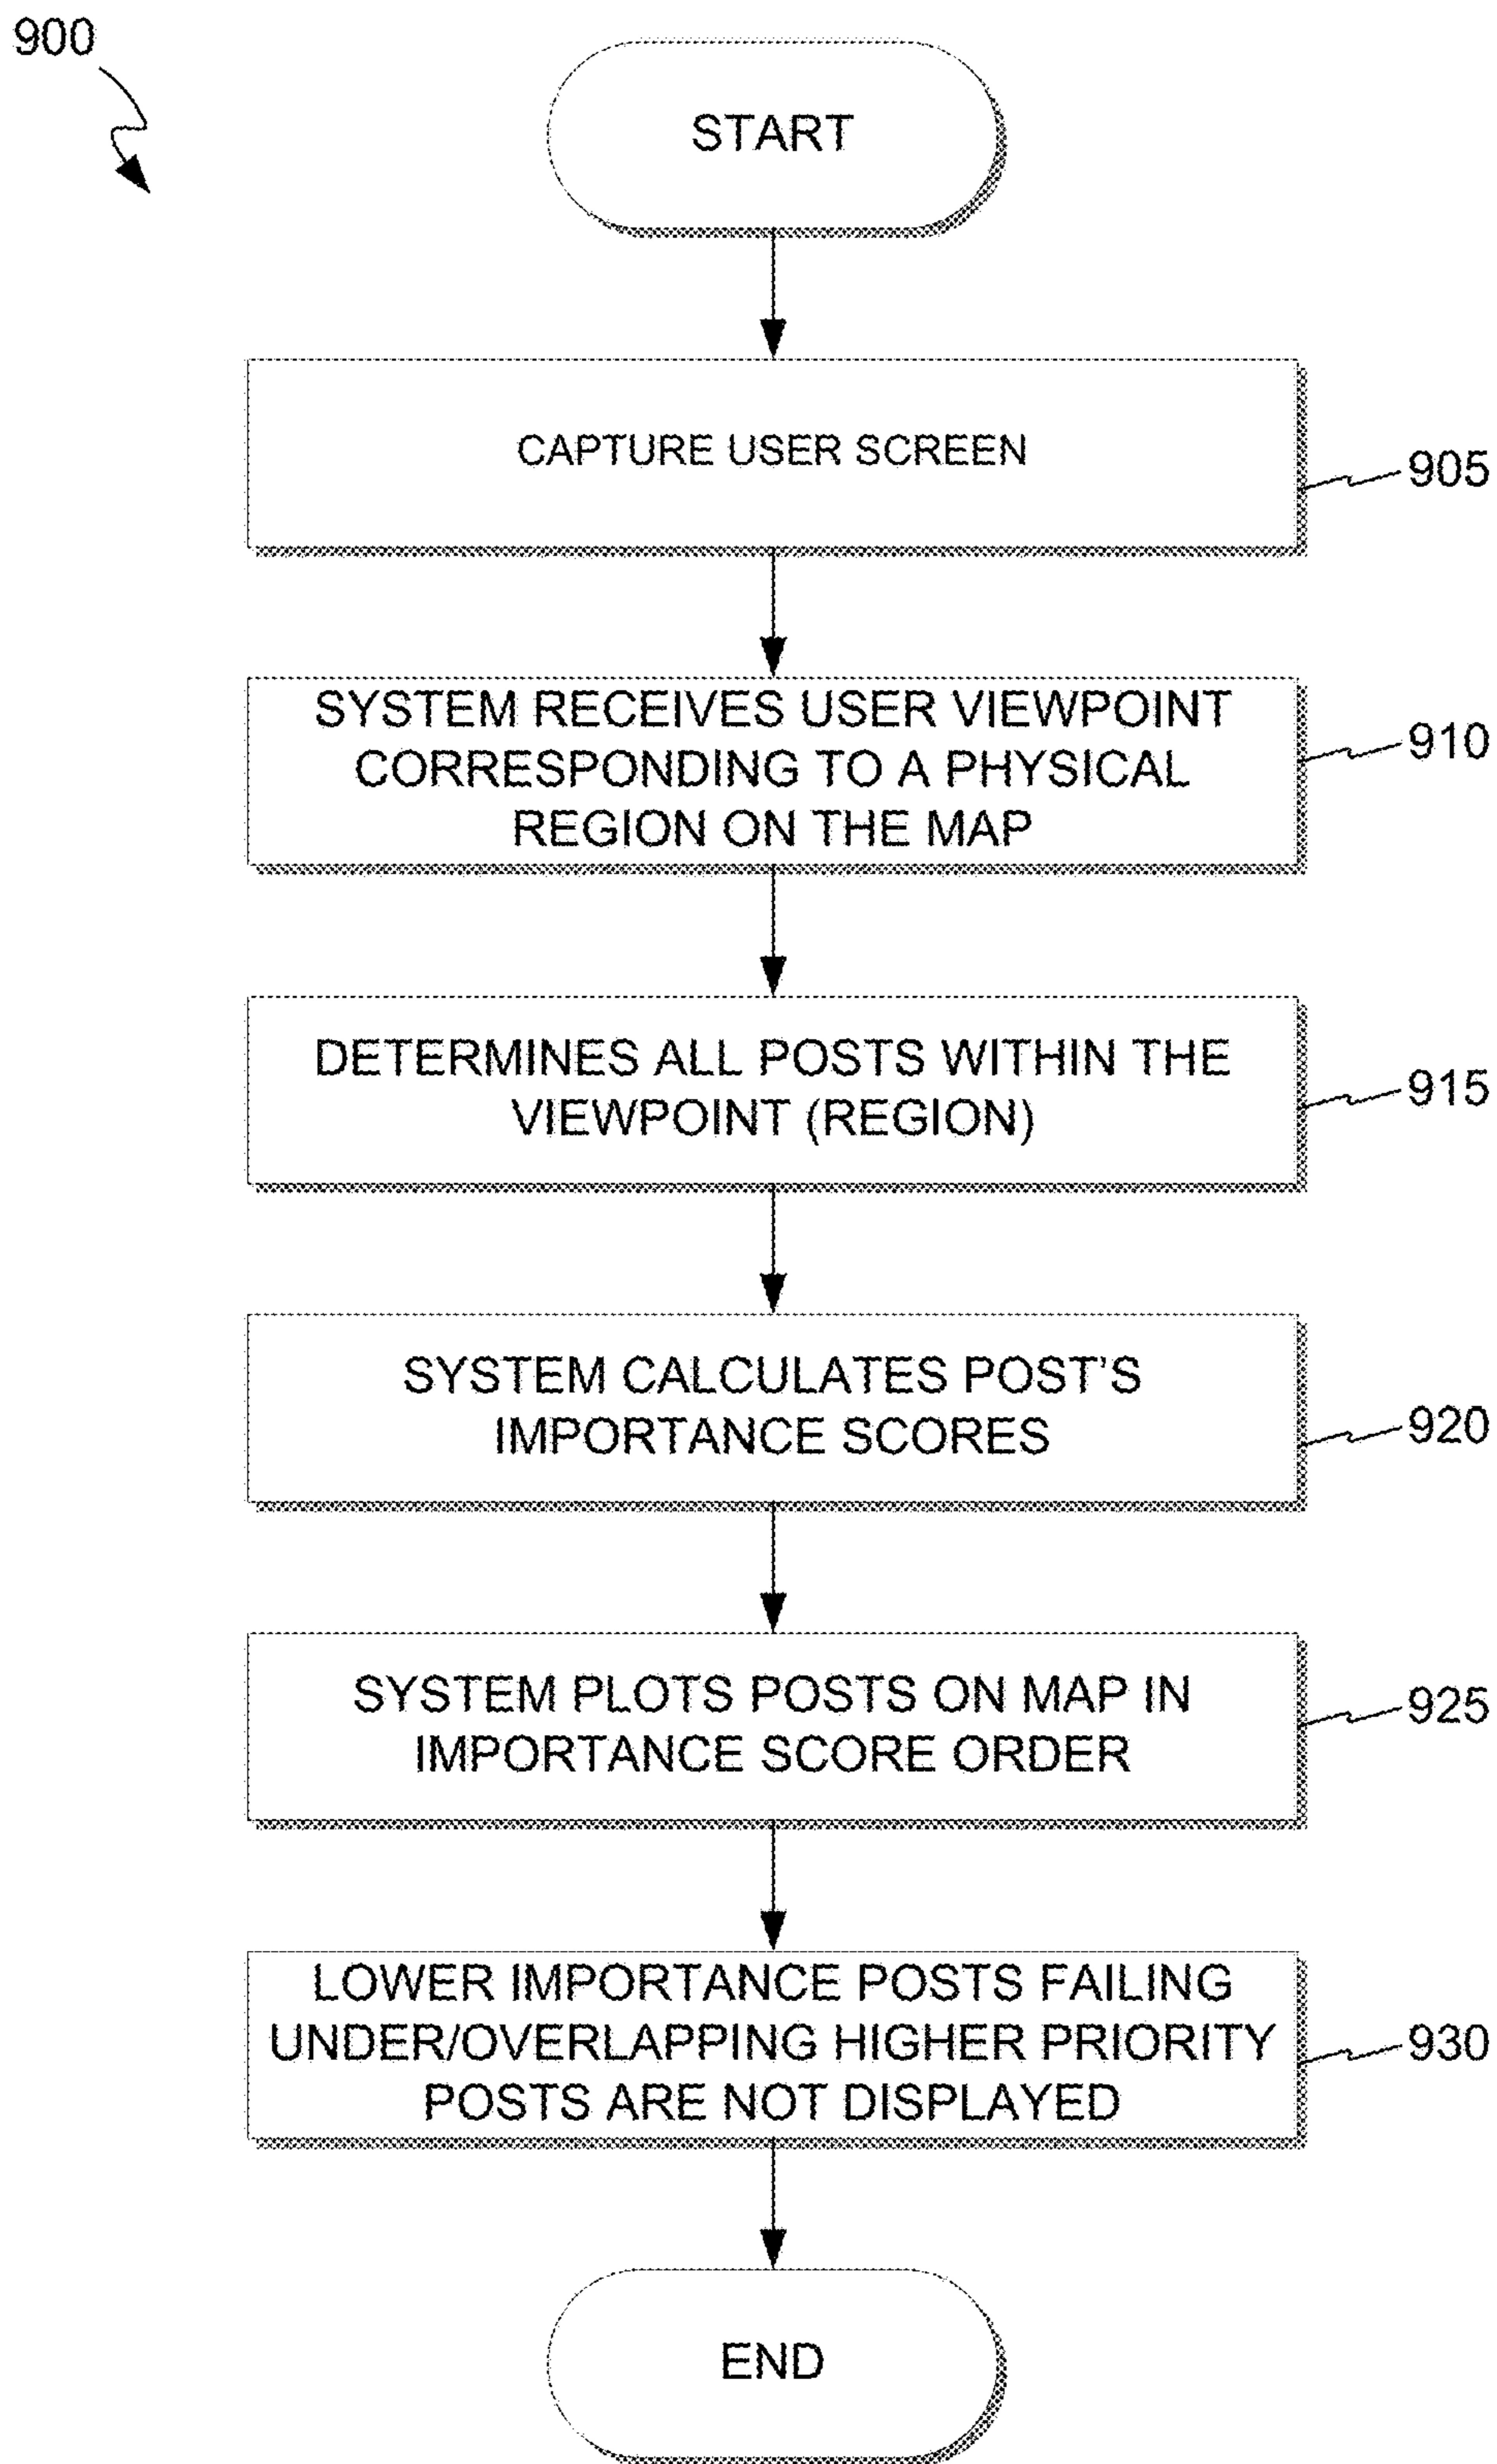 900
START
CAPTURE USER SCREEN
905
SYSTEM RECEIVES USER VIEWPOINT
CORRESPONDING TO A PHYSICAL
REGION ON THE MAP
910
DETERMINES ALL POSTS WITHIN THE
VIEWPOINT (REGION)
915
SYSTEM CALCULATES POST'S
IMPORTANCE SCORES
920
SYSTEM PLOTS POSTS ON MAP IN
IMPORTANCE SCORE ORDER
925
LOWER IMPORTANCE POSTS FAILING
UNDER/OVERLAPPING HIGHER PRIORITY
POSTS ARE NOT DISPLAYED
930
END